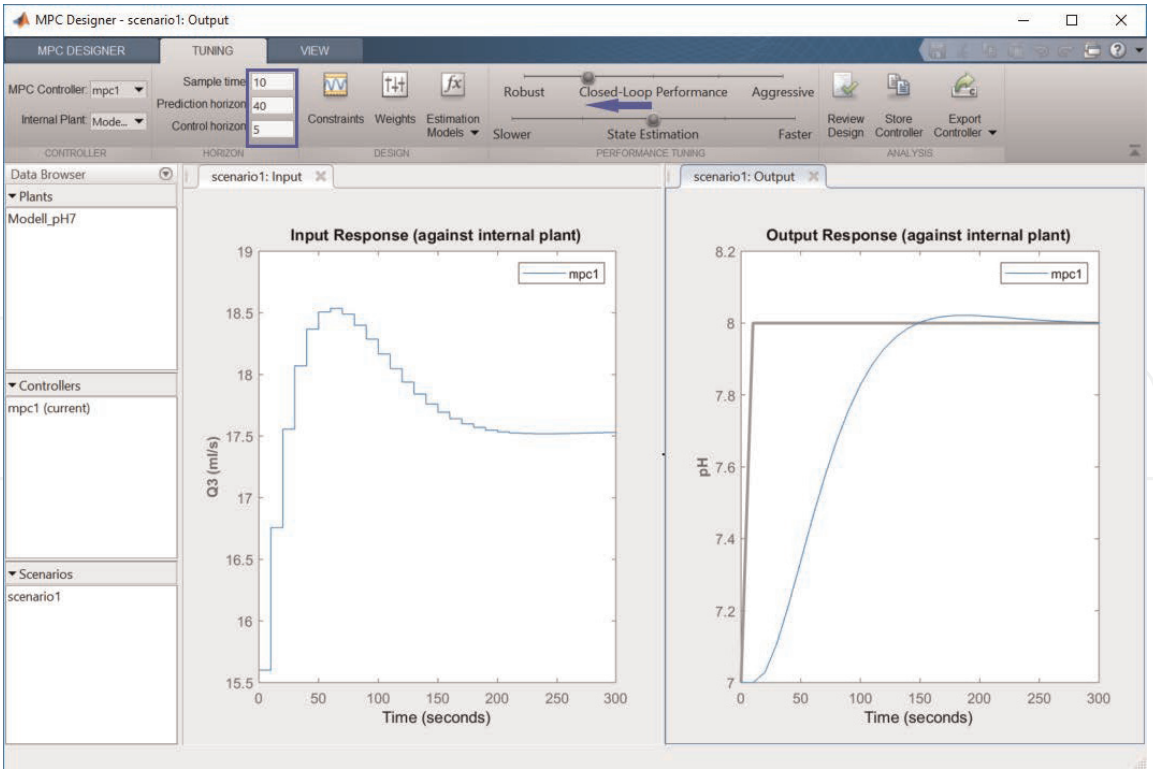 MPC Designer - scenario1: Output
MPC DESIGNER
TUNING
VIEW
MPC Controller: mpc1
Internal Plant: Mode...
CONTROLLER
Sample time 10
Prediction horizon 40
Control horizon 5
HORIZON
Constraints
Weights
fx
Estimation
Models
DESIGN
Robust
Closed-Loop Performance
Aggressive
Slower
State Estimation
Faster
PERFORMANCE TUNING
Review
Design
Store
Controller
Export
Controller
ANALYSIS
Data Browser
Plants
Modell_pH7
Controllers
mpc1 (current)
Scenarios
scenario1
scenario1: Input
Input Response (against internal plant)
mpc1
19
18.5
18
17.5
17
16.5
16
15.5
Q3 (ml/s)
0 50 100 150 200 250 300
Time (seconds)
scenario1: Output
Output Response (against internal plant)
mpc1
8.2
8
7.8
7.6
7.4
7.2
7
pH
0 50 100 150 200 250 300
Time (seconds)